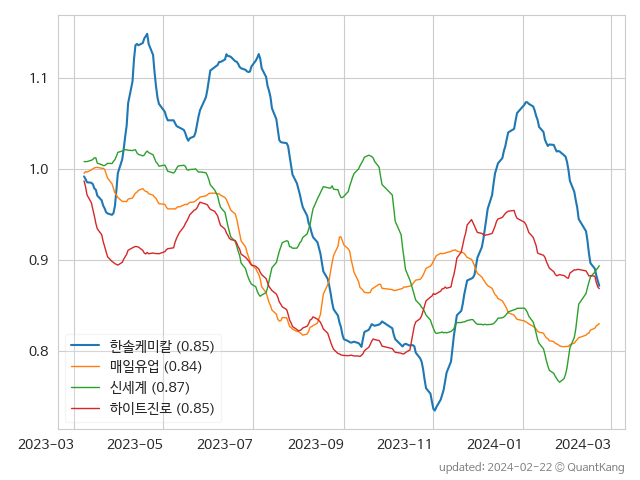 1.1
1.0
0.9
0.8
한솔케미칼 (0.85)
매일유업 (0.84)
신세계 (0.87)
하이트진로 (0.85)
2023-03 2023-05 2023-07 2023-09 2023-11 2024-01 2024-03
updated: 2024-02-22 © QuantKang